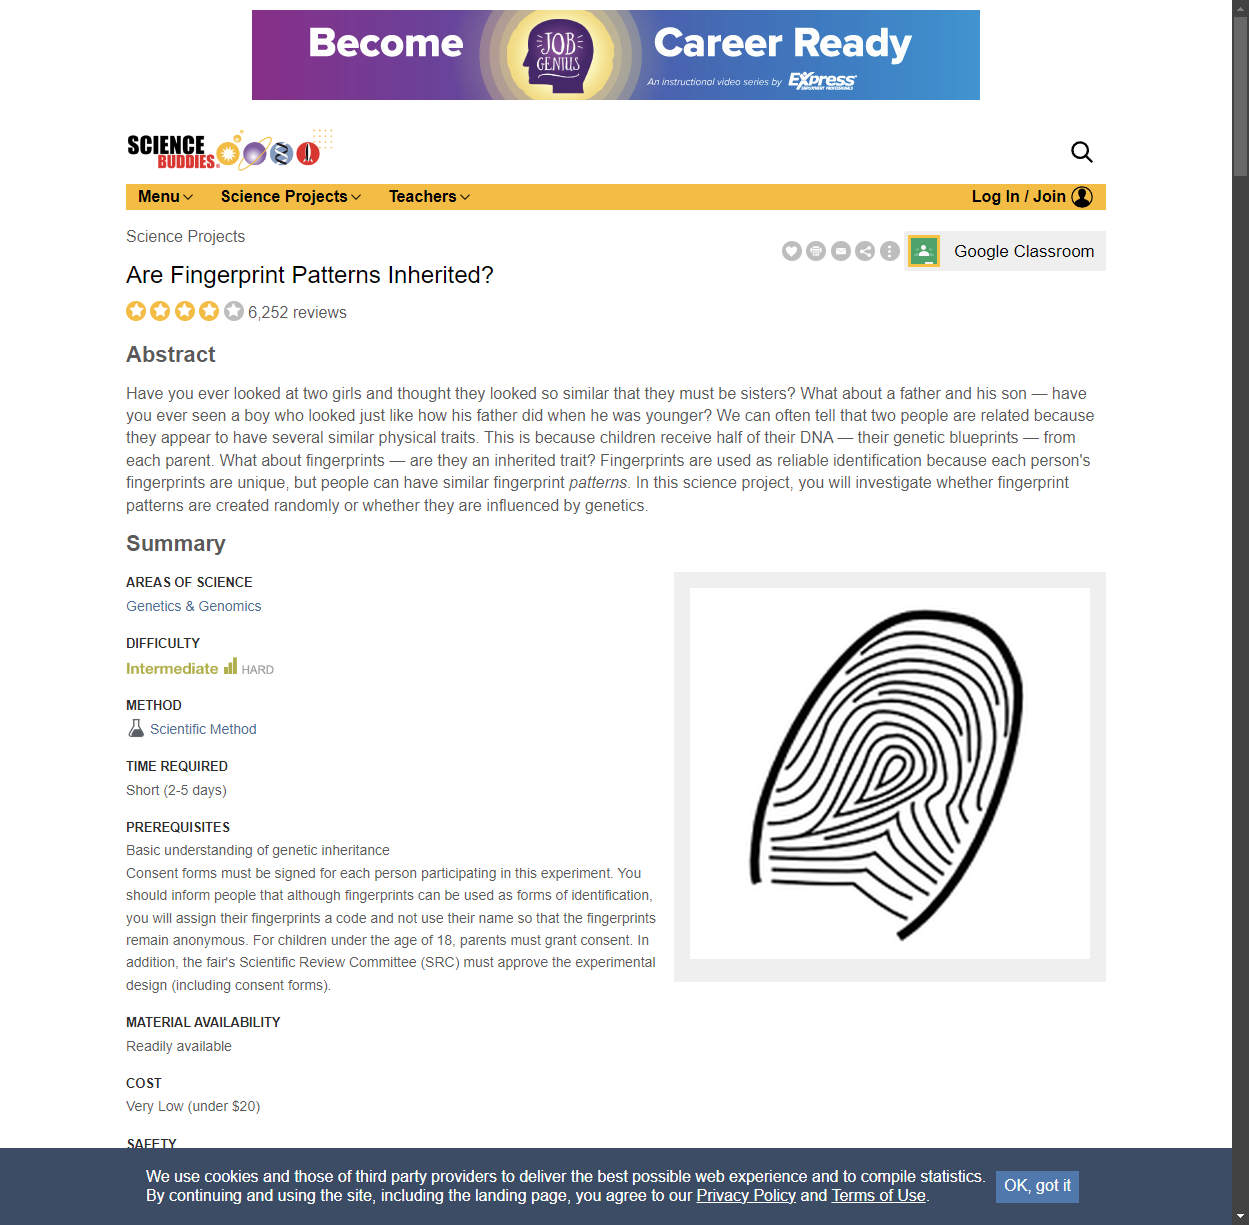 Become
JOB
GENIUS
Career Ready
An instructional video series by Express
EMPLOYMENT PROFESSIONALS
SCIENCE
BUDDIES
Menu Science Projects Teachers Log In / Join
Science Projects
Google Classroom
Are Fingerprint Patterns Inherited?
6,252 reviews
Abstract
Have you ever looked at two girls and thought they looked so similar that they must be sisters? What about a father and his son — have
you ever seen a boy who looked just like how his father did when he was younger? We can often tell that two people are related because
they appear to have several similar physical traits. This is because children receive half of their DNA — their genetic blueprints — from
each parent. What about fingerprints — are they an inherited trait? Fingerprints are used as reliable identification because each person's
fingerprints are unique, but people can have similar fingerprint patterns. In this science project, you will investigate whether fingerprint
patterns are created randomly or whether they are influenced by genetics.
Summary
AREAS OF SCIENCE
Genetics & Genomics
DIFFICULTY
Intermediate HARD
METHOD
Scientific Method
TIME REQUIRED
Short (2-5 days)
PREREQUISITES
Basic understanding of genetic inheritance
Consent forms must be signed for each person participating in this experiment. You
should inform people that although fingerprints can be used as forms of identification,
you will assign their fingerprints a code and not use their name so that the fingerprints
remain anonymous. For children under the age of 18, parents must grant consent. In
addition, the fair's Scientific Review Committee (SRC) must approve the experimental
design (including consent forms).
MATERIAL AVAILABILITY
Readily available
COST
Very Low (under $20)
SAFETY
We use cookies and those of third party providers to deliver the best possible web experience and to compile statistics.
By continuing and using the site, including the landing page, you agree to our Privacy Policy and Terms of Use.
OK, got it